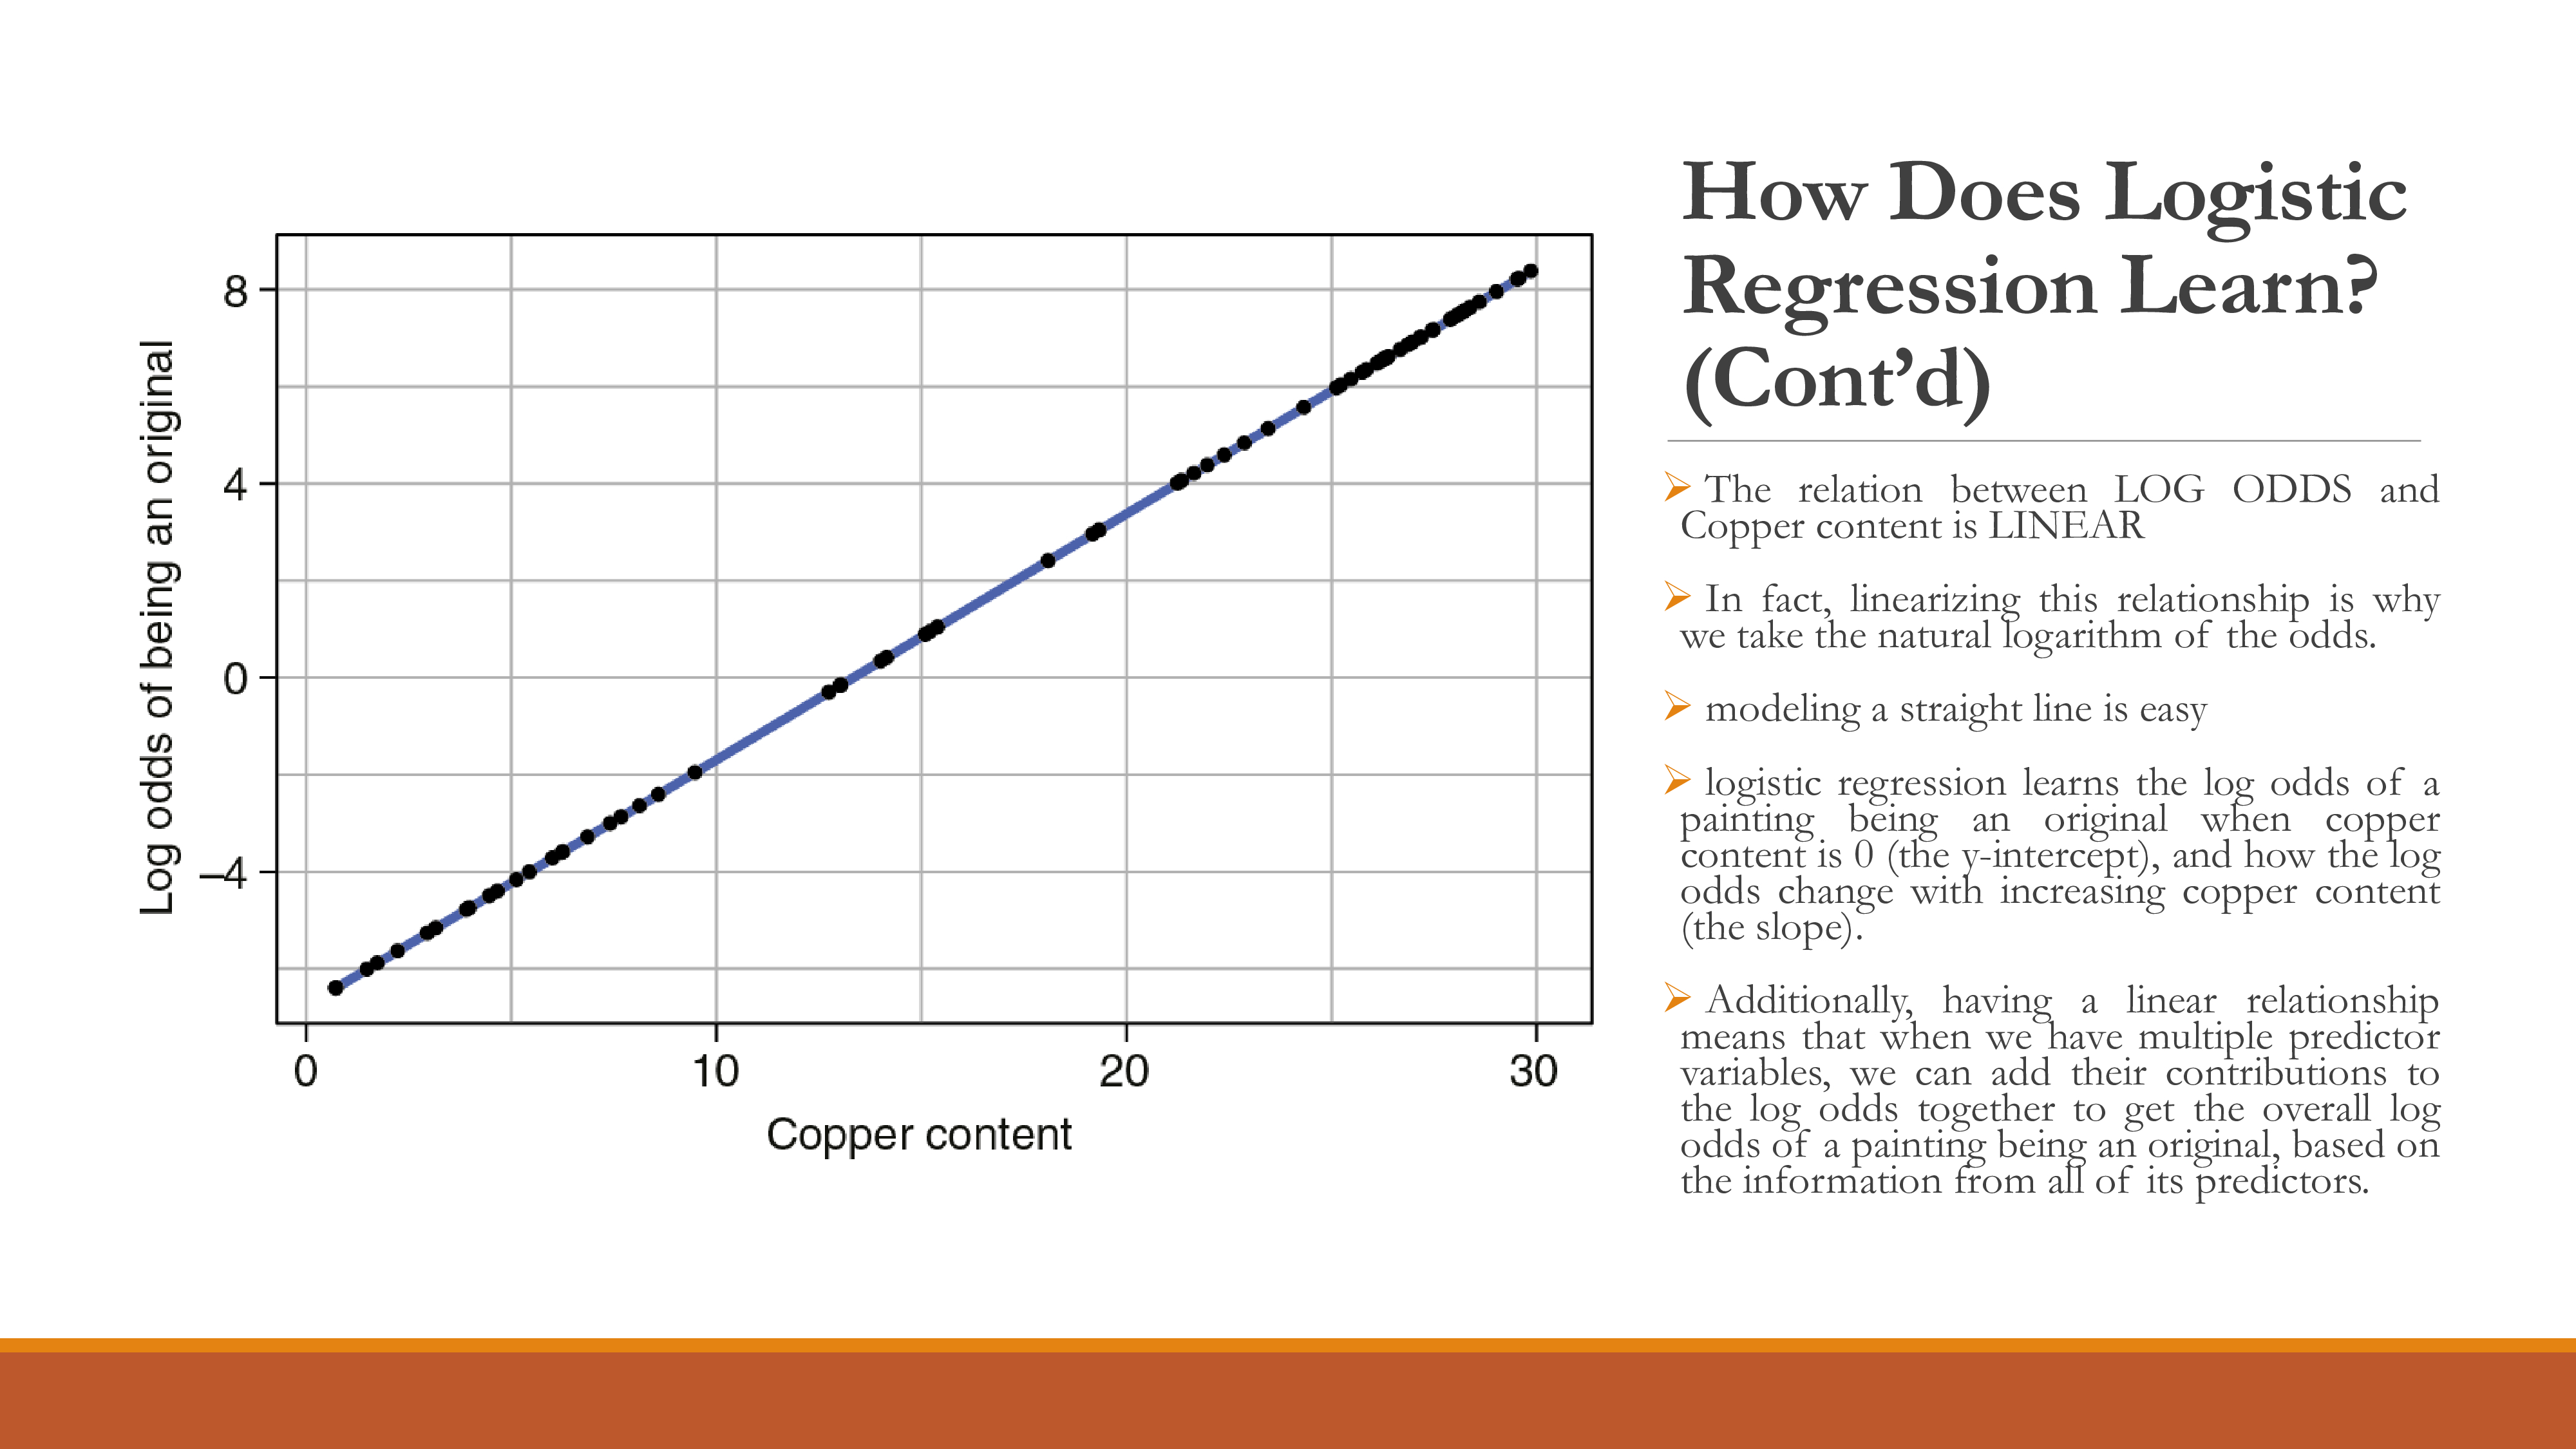 How Does Logistic
Regression Learn?
(Cont’d)
The relation between LOG ODDS and
Copper content is LINEAR
In fact, linearizing this relationship is why
we take the natural logarithm of the odds.
modeling a straight line is easy
logistic regression learns the log odds of a
painting being an original when copper
content is 0 (the y-intercept), and how the log
odds change with increasing copper content
(the slope).
Additionally, having a linear relationship
means that when we have multiple predictor
variables, we can add their contributions to
the log odds together to get the overall log
odds of a painting being an original, based on
the information from all of its predictors.
Log odds of being an original
8
4
0
–4
0 10 20 30
Copper content